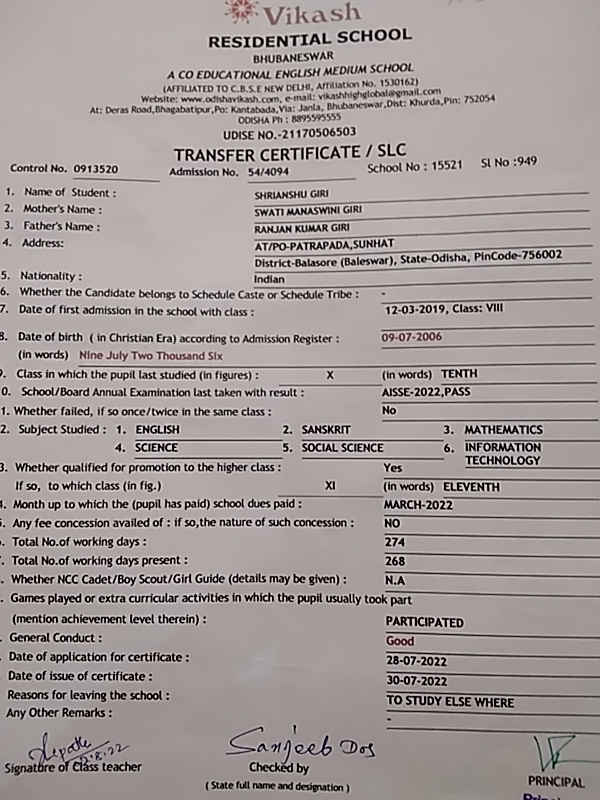 Vikash
RESIDENTIAL SCHOOL
BHUBANESWAR
A CO EDUCATIONAL ENGLISH MEDIUM SCHOOL
(AFFILIATED TO C.B.S.E NEW DELHI, Affiliation No. 1530162)
Website: www.odishavikash.com, e-mail: vikashhighglobal@gmail.com
At: Deras Road,Bhagabatipur,Po: Kantabada,Via: Janla, Bhubaneswar,Dist: Khurda,Pin: 752054
ODISHA Ph : 8895595555
UDISE NO.-21170506503
TRANSFER CERTIFICATE / SLC
Control No. 0913520 Admission No. 54/4094 School No : 15521 Sl No :949
1. Name of Student : SHRIANSHU GIRI
2. Mother's Name : SWATI MANASWINI GIRI
3. Father's Name : RANJAN KUMAR GIRI
4. Address: AT/PO-PATRAPADA,SUNHAT
District-Balasore (Baleswar), State-Odisha, PinCode-756002
5. Nationality : Indian
6. Whether the Candidate belongs to Schedule Caste or Schedule Tribe : -
7. Date of first admission in the school with class : 12-03-2019, Class: VIII
8. Date of birth ( in Christian Era) according to Admission Register : 09-07-2006
(in words) Nine July Two Thousand Six
. Class in which the pupil last studied (in figures) : X (in words) TENTH
0. School/Board Annual Examination last taken with result : AISSE-2022,PASS
1. Whether failed, if so once/twice in the same class : No
2. Subject Studied : 1. ENGLISH 2. SANSKRIT 3. MATHEMATICS
4. SCIENCE 5. SOCIAL SCIENCE 6. INFORMATION TECHNOLOGY
3. Whether qualified for promotion to the higher class : Yes
If so, to which class (in fig.) XI (in words) ELEVENTH
. Month up to which the (pupil has paid) school dues paid : MARCH-2022
. Any fee concession availed of : if so,the nature of such concession : NO
. Total No.of working days : 274
. Total No.of working days present : 268
. Whether NCC Cadet/Boy Scout/Girl Guide (details may be given) : N.A
. Games played or extra curricular activities in which the pupil usually took part
(mention achievement level therein) : PARTICIPATED
. General Conduct : Good
. Date of application for certificate : 28-07-2022
Date of issue of certificate : 30-07-2022
Reasons for leaving the school : TO STUDY ELSE WHERE
Any Other Remarks : -
Sanjeeb Das
Signature of Class teacher Checked by PRINCIPAL
( State full name and designation )